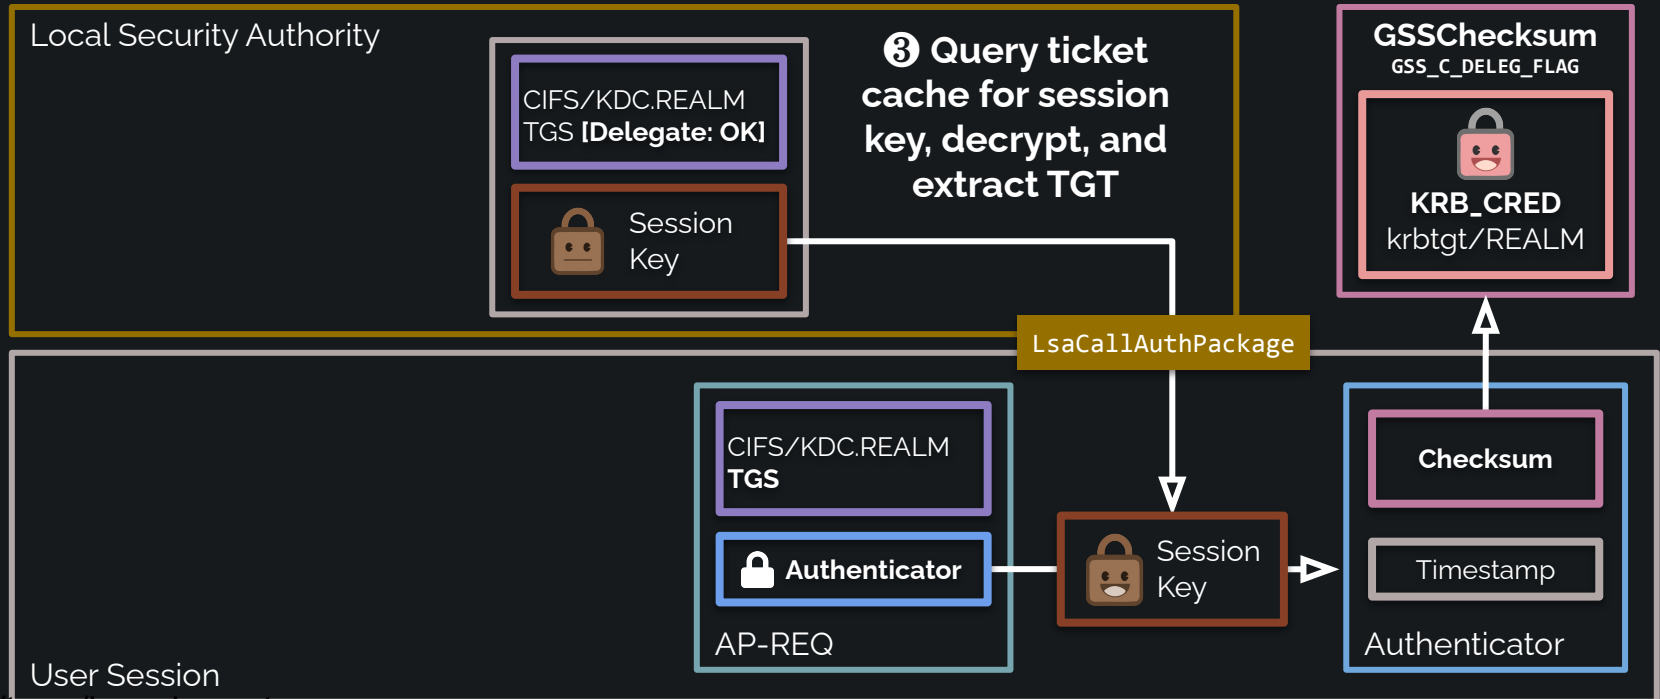 Local Security Authority
CIFS/KDC.REALM
TGS [Delegate: OK]
Session
Key
❸ Query ticket
cache for session
key, decrypt, and
extract TGT
GSSChecksum
GSS_C_DELEG_FLAG
KRB_CRED
krbtgt/REALM
LsaCallAuthPackage
CIFS/KDC.REALM
TGS
Authenticator
AP-REQ
Session
Key
Checksum
Timestamp
Authenticator
User Session